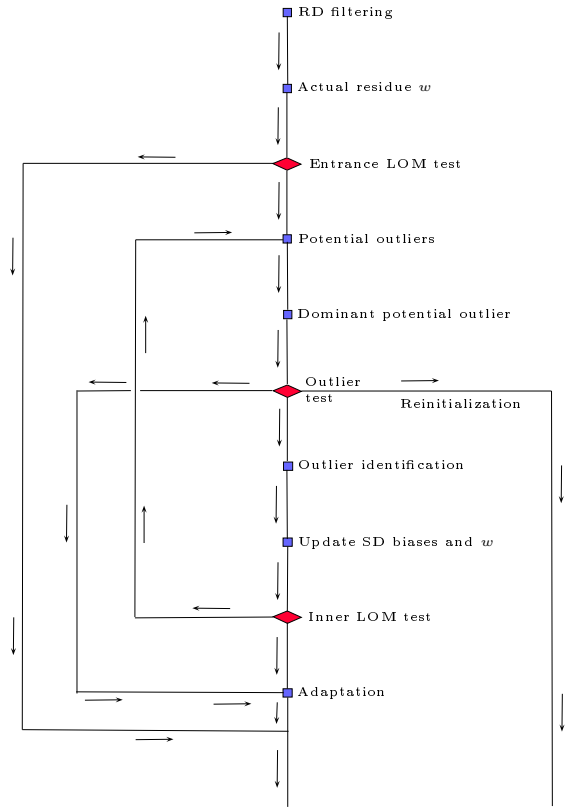 RD filtering
Actual residue w
Entrance LOM test
Potential outliers
Dominant potential outlier
Outlier
test
Reinitialization
Outlier identification
Update SD biases and w
Inner LOM test
Adaptation